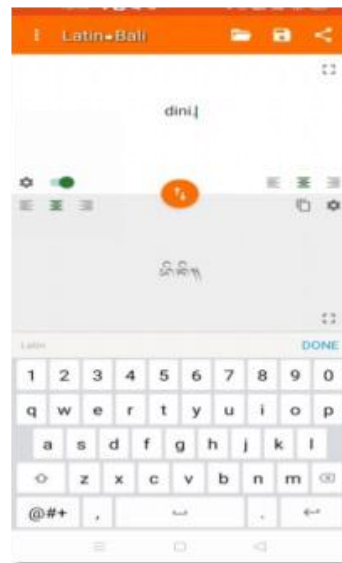 Latin•Bali
dini.
ᬤᬶᬦᬶ᭟
Latin
DONE
1 2 3 4 5 6 7 8 9 0
q w e r t y u i o p
a s d f g h j k l
z x c v b n m
@#+ , .